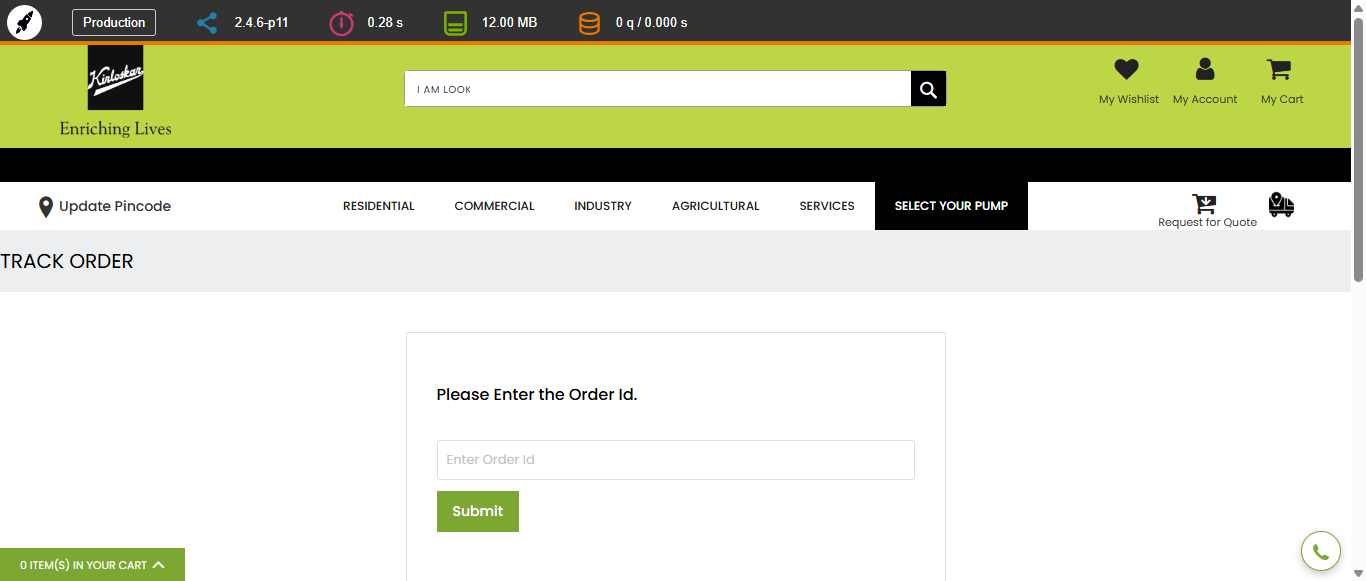 Production
2.4.6-p11
0.28 s
12.00 MB
0 q / 0.000 s
Kirloskar
Enriching Lives
I AM LOOK
My Wishlist
My Account
My Cart
Update Pincode
RESIDENTIAL
COMMERCIAL
INDUSTRY
AGRICULTURAL
SERVICES
SELECT YOUR PUMP
Request for Quote
TRACK ORDER
Please Enter the Order Id.
Enter Order Id
Submit
0 ITEM(S) IN YOUR CART